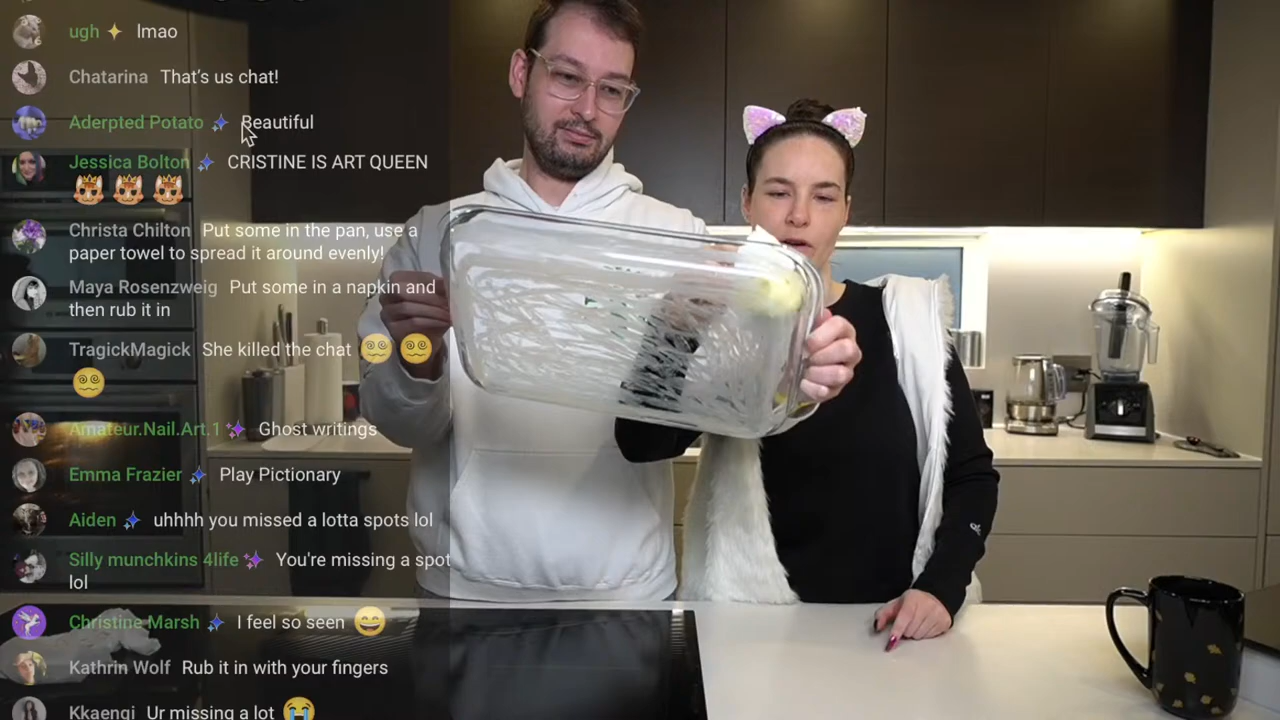 ugh lmao
Chatarina That's us chat!
Aderpted Potato Beautiful
Jessica Bolton CRISTINE IS ART QUEEN
Christa Chilton Put some in the pan, use a
paper towel to spread it around evenly!
Maya Rosenzweig Put some in a napkin and
then rub it in
TragickMagick She killed the chat 😵‍💫 😵‍💫
😵‍💫
Amateur.Nail.Art.1 Ghost writings
Emma Frazier Play Pictionary
Aiden uhhhh you missed a lotta spots lol
Silly munchkins 4life You're missing a spot
lol
Christine Marsh I feel so seen 😄
Kathrin Wolf Rub it in with your fingers
Kkaengi Ur missing a lot 😭